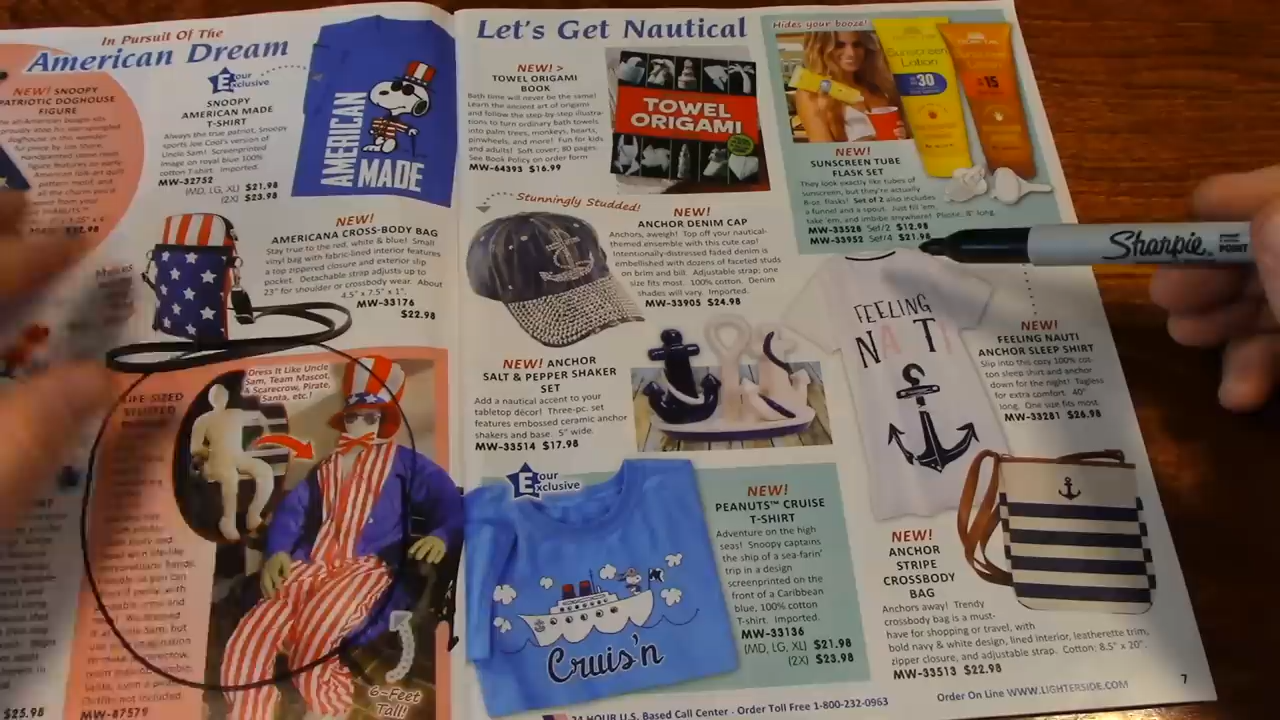 In Pursuit Of The
American Dream
NEW! SNOOPY
PATRIOTIC DOGHOUSE
FIGURE
Our
Exclusive
SNOOPY
AMERICAN MADE
T-SHIRT
Always the true patriot, Snoopy
sports Joe Cool's version of
Uncle Sam! Screenprinted
image on royal blue 100%
cotton T-shirt. Imported.
MW-32752
(MD, LG, XL) $21.98
(2X) $23.98
AMERICAN
MADE
NEW!
AMERICANA CROSS-BODY BAG
Stay true to the red, white & blue! Small
vinyl bag with fabric-lined interior features
a top zippered closure and exterior slip
pocket. Detachable strap adjusts up to
23" for shoulder or crossbody wear. About
4.5" x 7.5" x 1".
MW-33176
$22.98
Makes
LIFE SIZED
Dress It Like Uncle
Sam, Team Mascot,
Scarecrow, Pirate,
Santa, etc.!
Outfits not included.
MW-87579
$25.98
6-Feet
Tall!
Let's Get Nautical
NEW! >
TOWEL ORIGAMI
BOOK
Bath time will never be the same!
Learn the ancient art of origami
and follow the step-by-step illustra-
tions to turn ordinary bath towels
into palm trees, monkeys, hearts,
pinwheels, and more! Fun for kids
and adults! Soft cover; 80 pages.
See Book Policy on order form
MW-64393 $16.99
TOWEL
ORIGAMI
Hides your booze!
Sunscreen
Lotion
30
15
NEW!
SUNSCREEN TUBE
FLASK SET
They look exactly like tubes of
sunscreen, but they're actually
8-oz. flasks! Set of 2 also includes
a funnel and a spout. Just fill 'em,
take 'em, and imbibe anywhere! Plastic; 8" long.
MW-33528 Set/2 $12.98
MW-33952 Set/4 $21.98
Sharpie
POINT
Stunningly Studded!
NEW!
ANCHOR DENIM CAP
Anchors, aweigh! Top off your nautical-
themed ensemble with this cute cap!
Intentionally-distressed faded denim is
embellished with dozens of faceted studs
on brim and bill. Adjustable strap; one
size fits most. 100% cotton. Denim
shades will vary. Imported.
MW-33905 $24.98
NEW! ANCHOR
SALT & PEPPER SHAKER
SET
Add a nautical accent to your
tabletop décor! Three-pc. set
features embossed ceramic anchor
shakers and base. 5" wide.
MW-33514 $17.98
FEELING
NAUTI
NEW!
FEELING NAUTI
ANCHOR SLEEP SHIRT
Slip into this cozy 100% cot-
ton sleep shirt and anchor
down for the night! Tagless
for extra comfort. 40"
long. One size fits most.
MW-33281 $26.98
Our
Exclusive
Cruis'n
NEW!
PEANUTS™ CRUISE
T-SHIRT
Adventure on the high
seas! Snoopy captains
the ship of a sea-farin'
trip in a design
screenprinted on the
front of a Caribbean
blue, 100% cotton
T-shirt. Imported.
MW-33136
(MD, LG, XL) $21.98
(2X) $23.98
NEW!
ANCHOR
STRIPE
CROSSBODY
BAG
Anchors away! Trendy
crossbody bag is a must-
have for shopping or travel, with
bold navy & white design, lined interior, leatherette trim,
zipper closure, and adjustable strap. Cotton; 8.5" x 20".
MW-33513 $22.98
24 HOUR U.S. Based Call Center - Order Toll Free 1-800-232-0963
Order On Line WWW.LIGHTERSIDE.COM
7